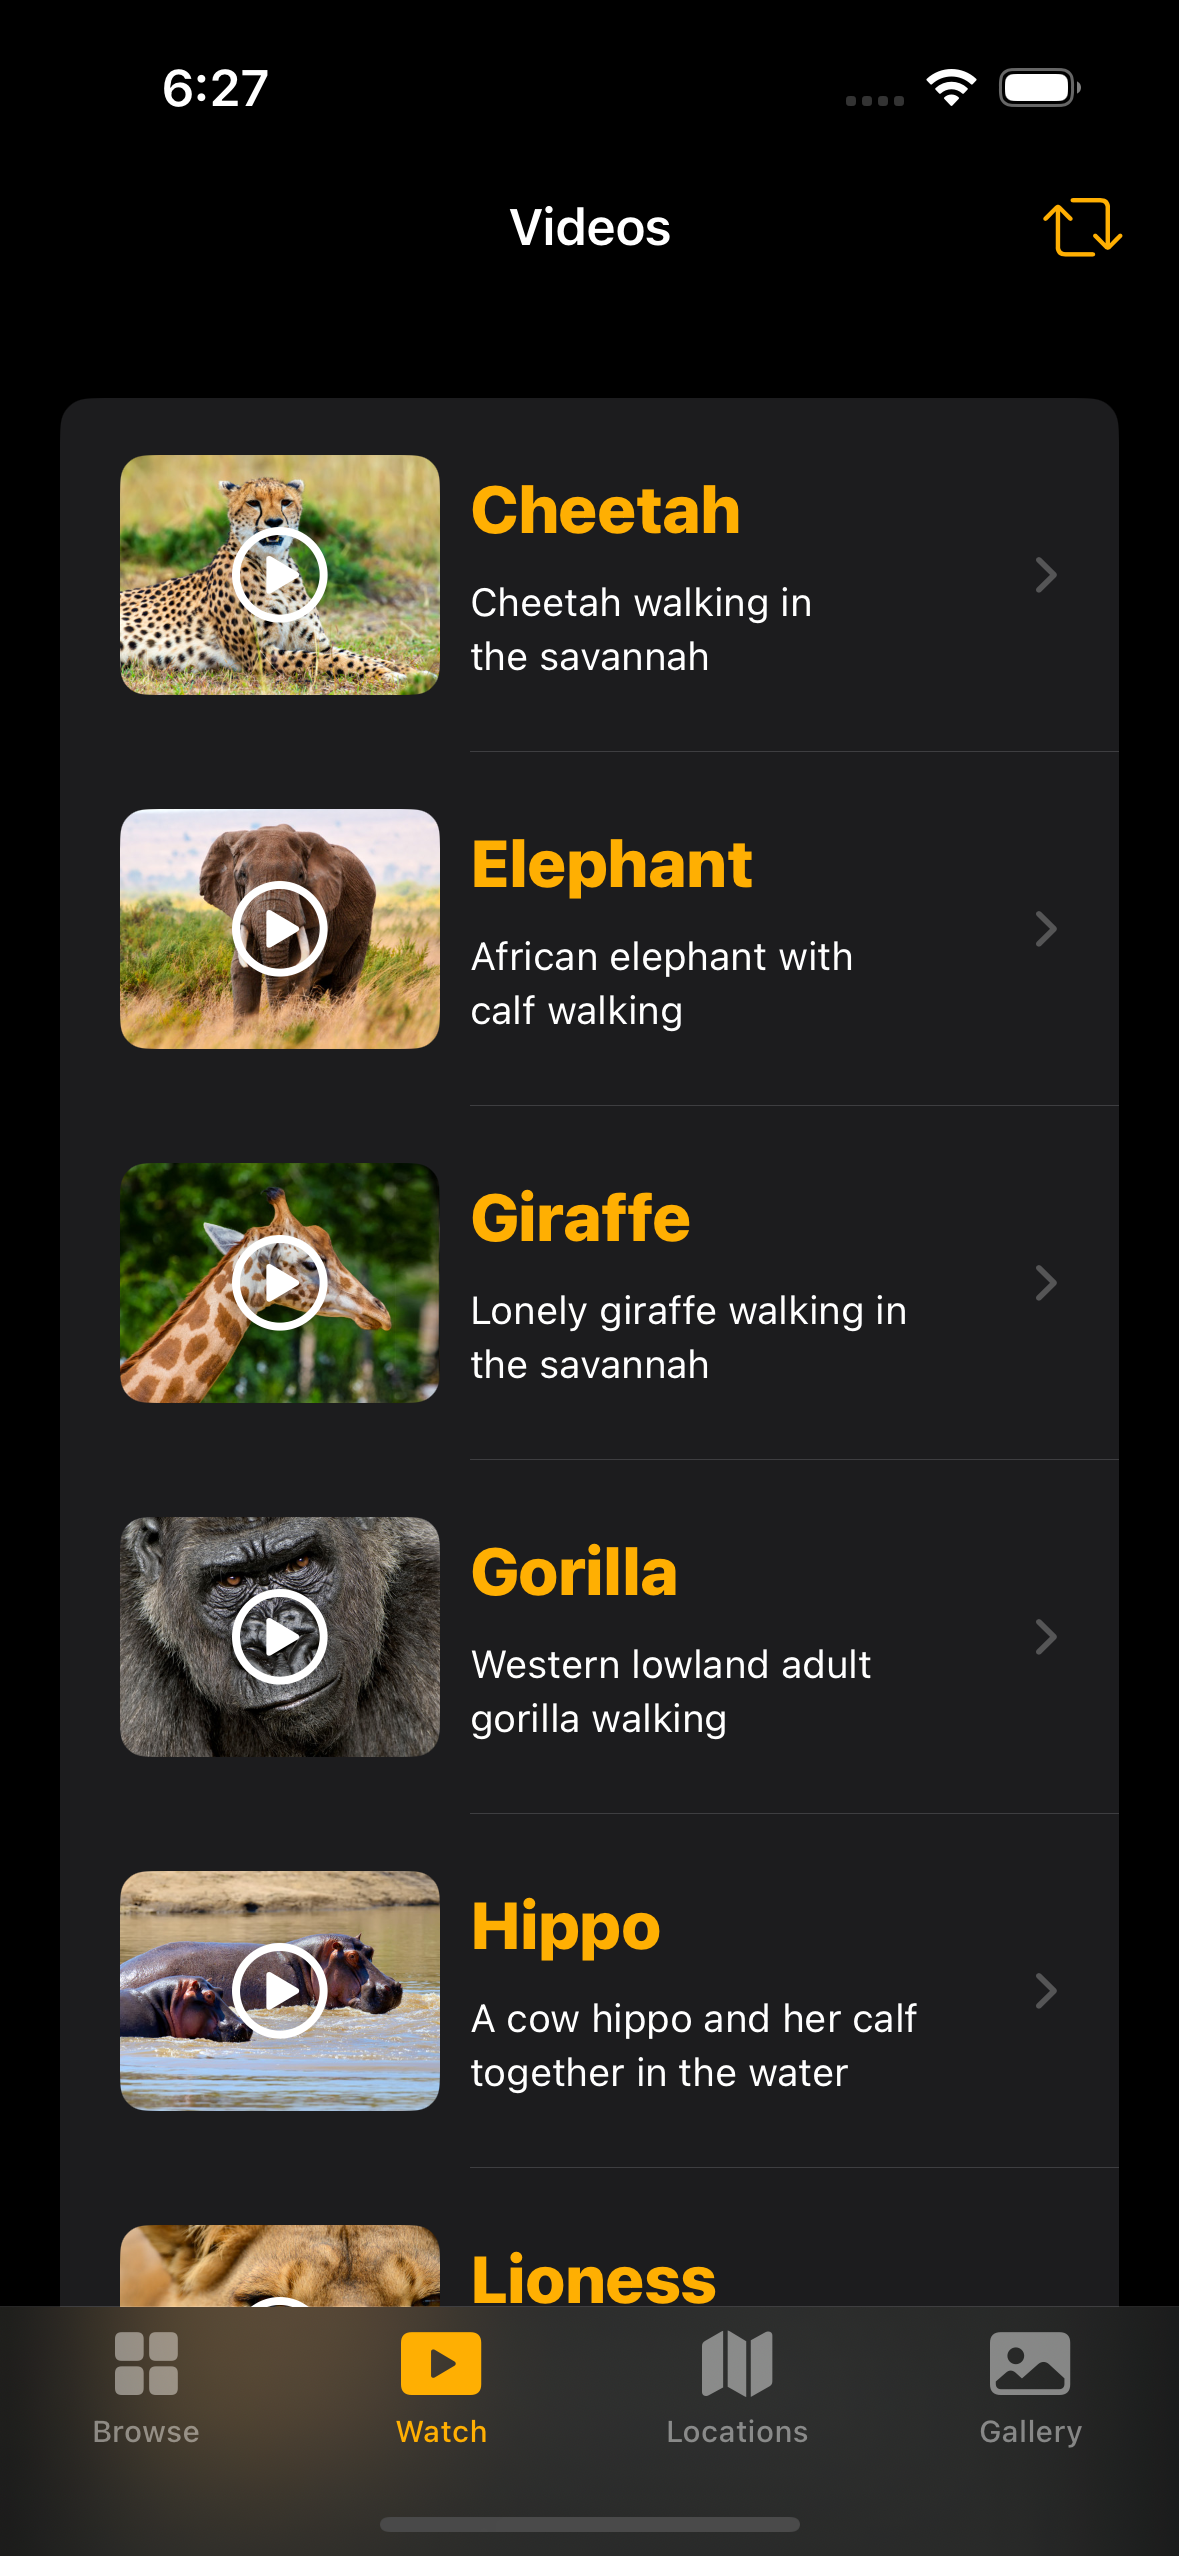 6:27
Videos
Cheetah
Cheetah walking in
the savannah
Elephant
African elephant with
calf walking
Giraffe
Lonely giraffe walking in
the savannah
Gorilla
Western lowland adult
gorilla walking
Hippo
A cow hippo and her calf
together in the water
Lioness
Browse
Watch
Locations
Gallery